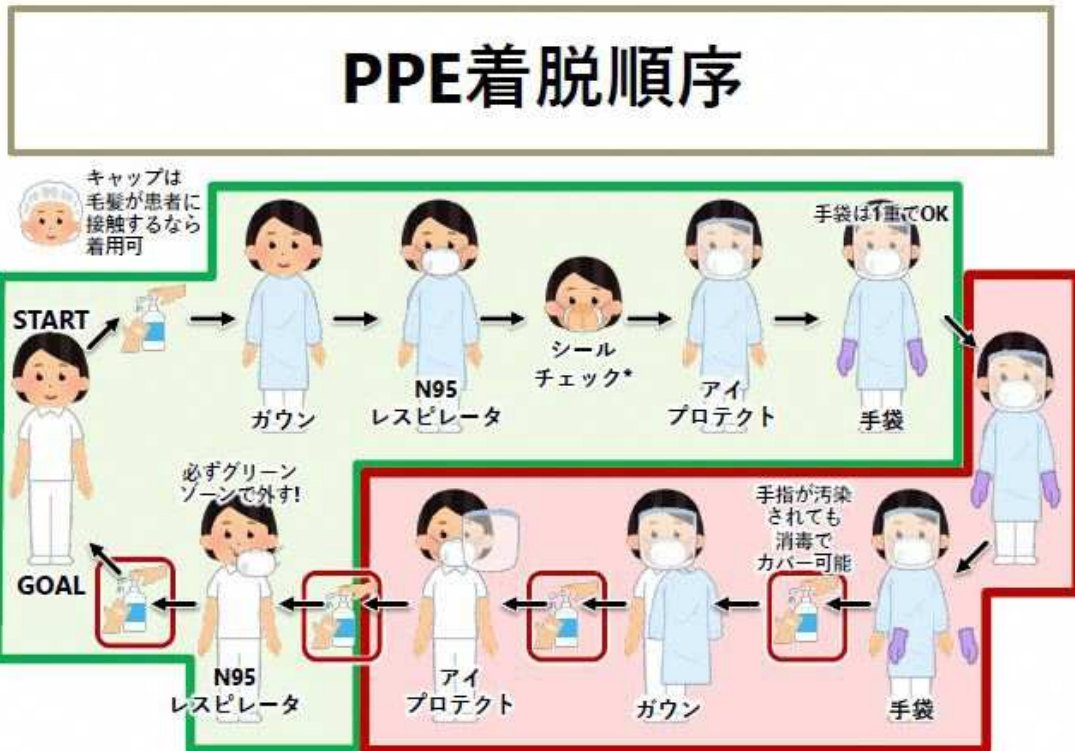 PPE着脱順序
キャップは
毛髪が患者に
接触するなら
着用可
手袋は1重でOK
START
ガウン
N95
レスピレータ
シール
チェック*
アイ
プロテクト
手袋
必ずグリーン
ゾーンで外す!
手指が汚染
されても
消毒で
カバー可能
GOAL
N95
レスピレータ
アイ
プロテクト
ガウン
手袋